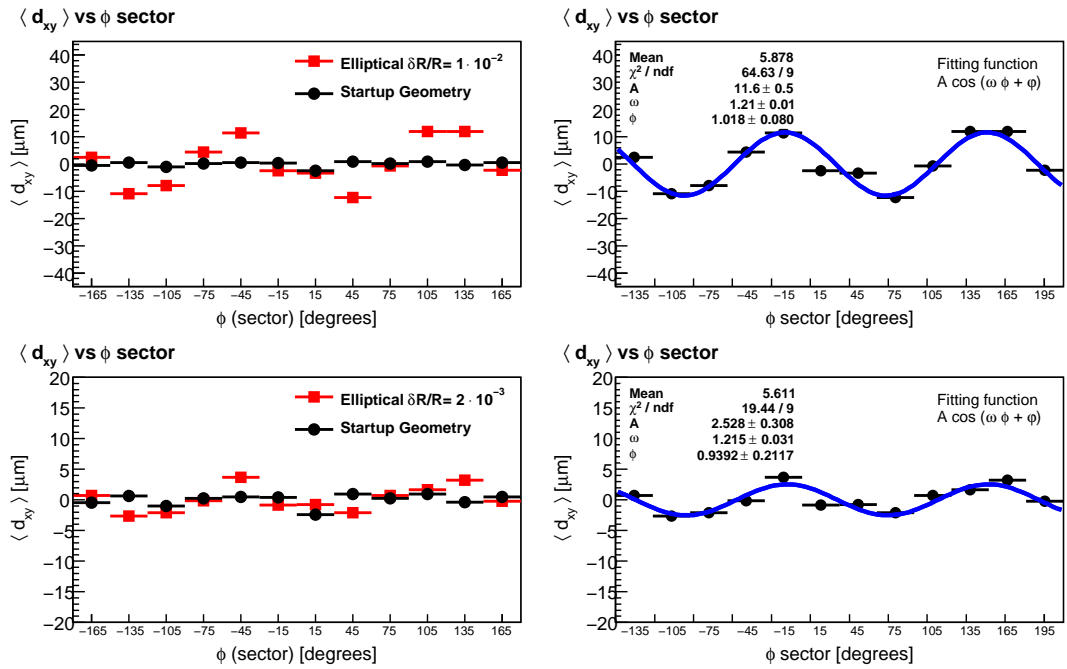 ⟨ d_xy ⟩ vs ϕ sector
⟨ d_xy ⟩ [μm]
40
30
20
10
0
−10
−20
−30
−40
Elliptical δR/R= 1 · 10⁻²
Startup Geometry
−165 −135 −105 −75 −45 −15 15 45 75 105 135 165
ϕ (sector) [degrees]
⟨ d_xy ⟩ vs ϕ sector
⟨ d_xy ⟩ [μm]
40
30
20
10
0
−10
−20
−30
−40
Mean 5.878
χ² / ndf 64.63 / 9
A 11.6 ± 0.5
ω 1.21 ± 0.01
ϕ 1.018 ± 0.080
Fitting function
A cos (ω ϕ + φ)
−135 −105 −75 −45 −15 15 45 75 105 135 165 195
ϕ sector [degrees]
⟨ d_xy ⟩ vs ϕ sector
⟨ d_xy ⟩ [μm]
20
15
10
5
0
−5
−10
−15
−20
Elliptical δR/R= 2 · 10⁻³
Startup Geometry
−165 −135 −105 −75 −45 −15 15 45 75 105 135 165
ϕ (sector) [degrees]
⟨ d_xy ⟩ vs ϕ sector
⟨ d_xy ⟩ [μm]
20
15
10
5
0
−5
−10
−15
−20
Mean 5.611
χ² / ndf 19.44 / 9
A 2.528 ± 0.308
ω 1.215 ± 0.031
ϕ 0.9392 ± 0.2117
Fitting function
A cos (ω ϕ + φ)
−135 −105 −75 −45 −15 15 45 75 105 135 165 195
ϕ sector [degrees]